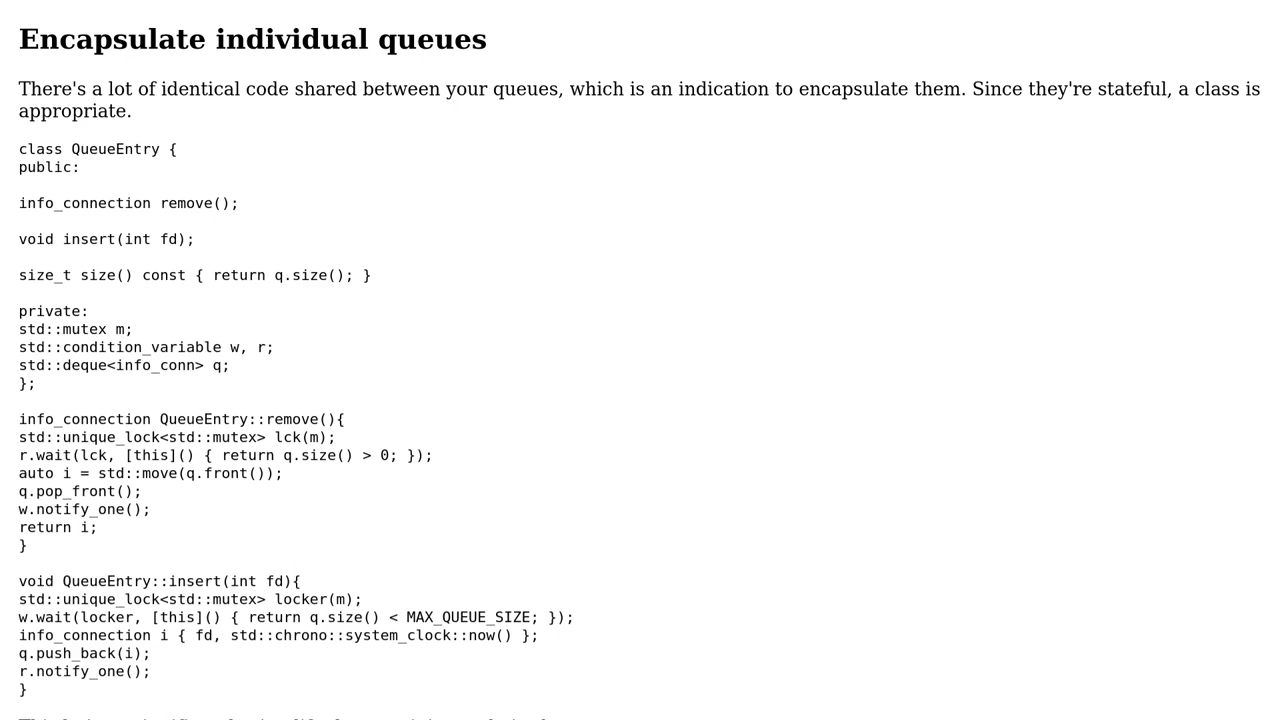 Encapsulate individual queues
There's a lot of identical code shared between your queues, which is an indication to encapsulate them. Since they're stateful, a class is
appropriate.
class QueueEntry {
public:
info_connection remove();
void insert(int fd);
size_t size() const { return q.size(); }
private:
std::mutex m;
std::condition_variable w, r;
std::deque<info_conn> q;
};
info_connection QueueEntry::remove(){
std::unique_lock<std::mutex> lck(m);
r.wait(lck, [this]() { return q.size() > 0; });
auto i = std::move(q.front());
q.pop_front();
w.notify_one();
return i;
}
void QueueEntry::insert(int fd){
std::unique_lock<std::mutex> locker(m);
w.wait(locker, [this]() { return q.size() < MAX_QUEUE_SIZE; });
info_connection i { fd, std::chrono::system_clock::now() };
q.push_back(i);
r.notify_one();
}